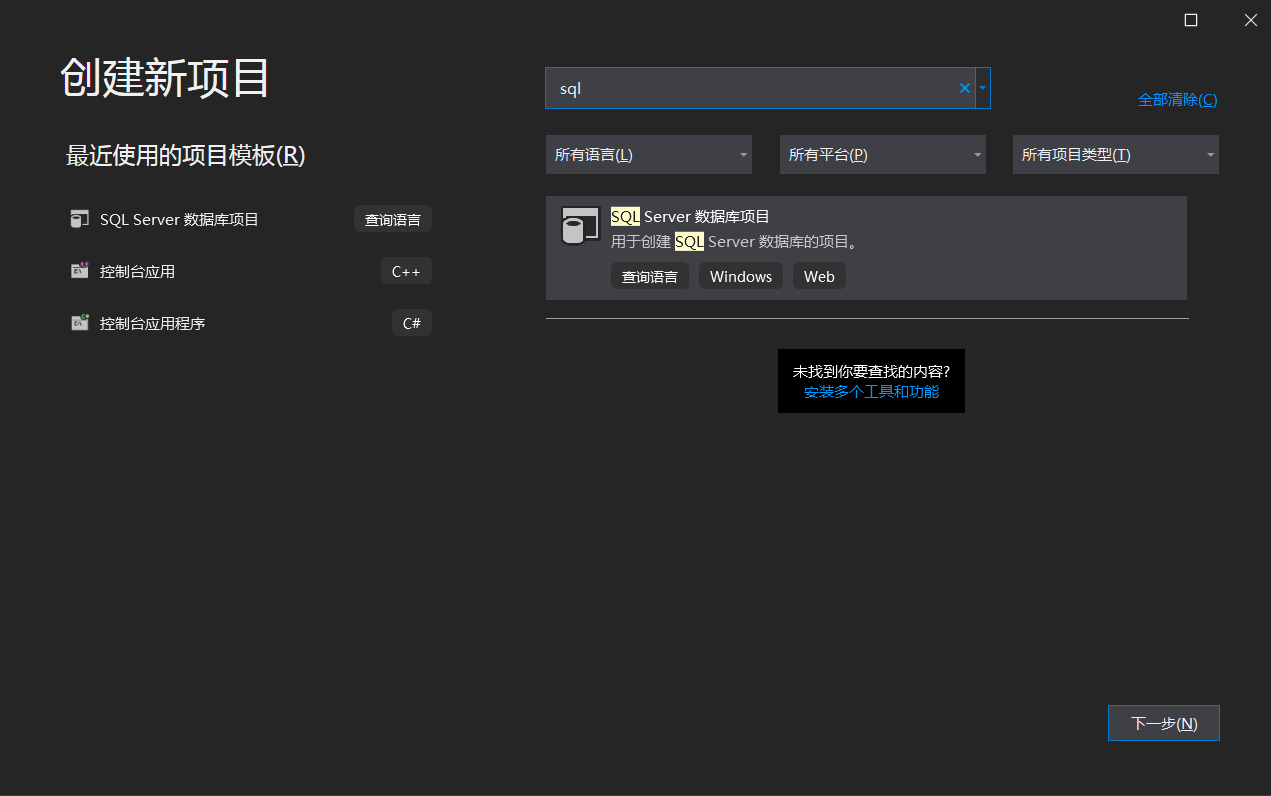 创建新项目
最近使用的项目模板(R)
SQL Server 数据库项目
查询语言
控制台应用
C++
控制台应用程序
C#
sql
全部清除(C)
所有语言(L)
所有平台(P)
所有项目类型(T)
SQL Server 数据库项目
用于创建 SQL Server 数据库的项目。
查询语言
Windows
Web
未找到你要查找的内容?
安装多个工具和功能
下一步(N)